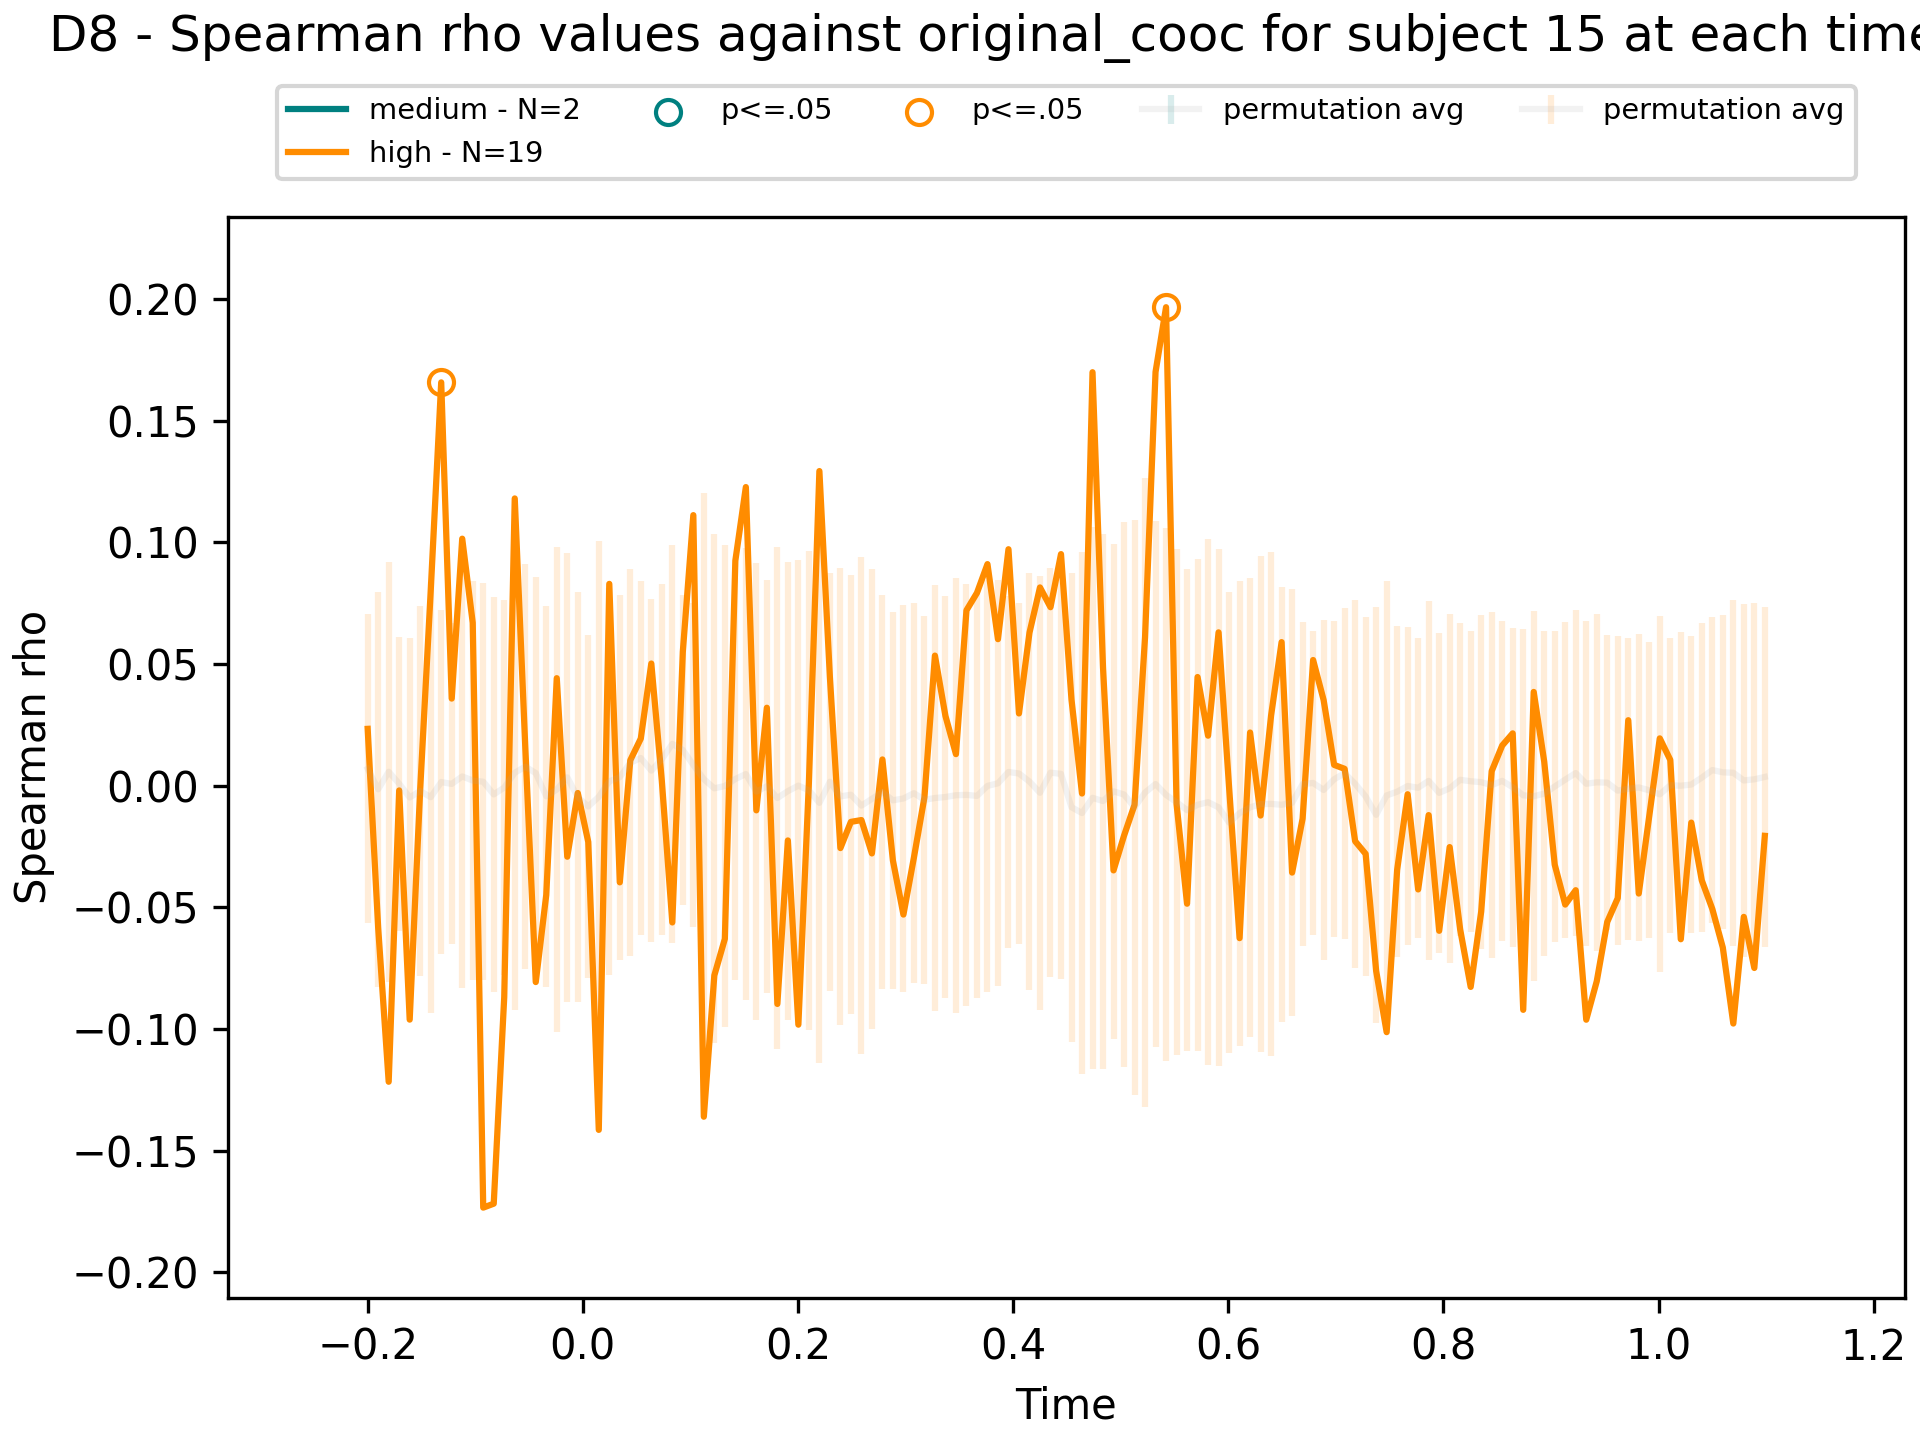 D8 - Spearman rho values against original_cooc for subject 15 at each time
medium - N=2 p<=.05 p<=.05 permutation avg permutation avg
high - N=19
0.20
0.15
0.10
0.05
0.00
−0.05
−0.10
−0.15
−0.20
Spearman rho
−0.2 0.0 0.2 0.4 0.6 0.8 1.0 1.2
Time